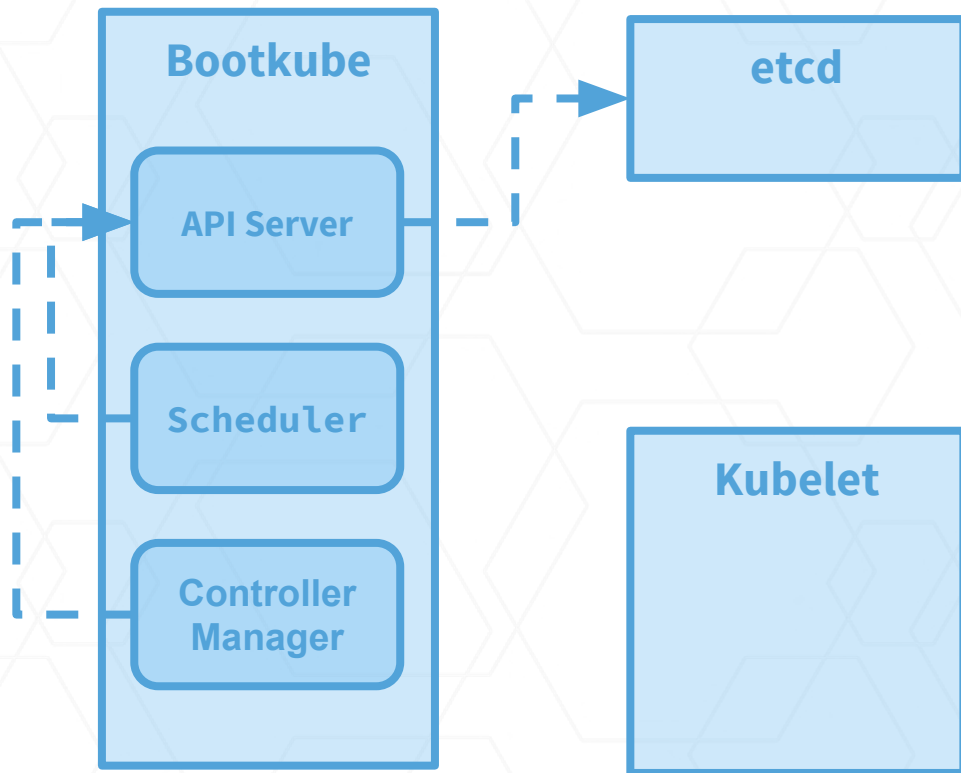 Bootkube
API Server
Scheduler
Controller
Manager
etcd
Kubelet